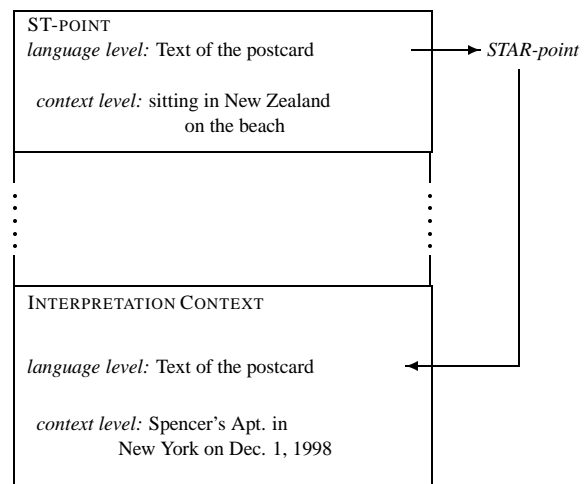 ST-POINT
language level: Text of the postcard
STAR-point
context level: sitting in New Zealand
on the beach
INTERPRETATION CONTEXT
language level: Text of the postcard
context level: Spencer's Apt. in
New York on Dec. 1, 1998